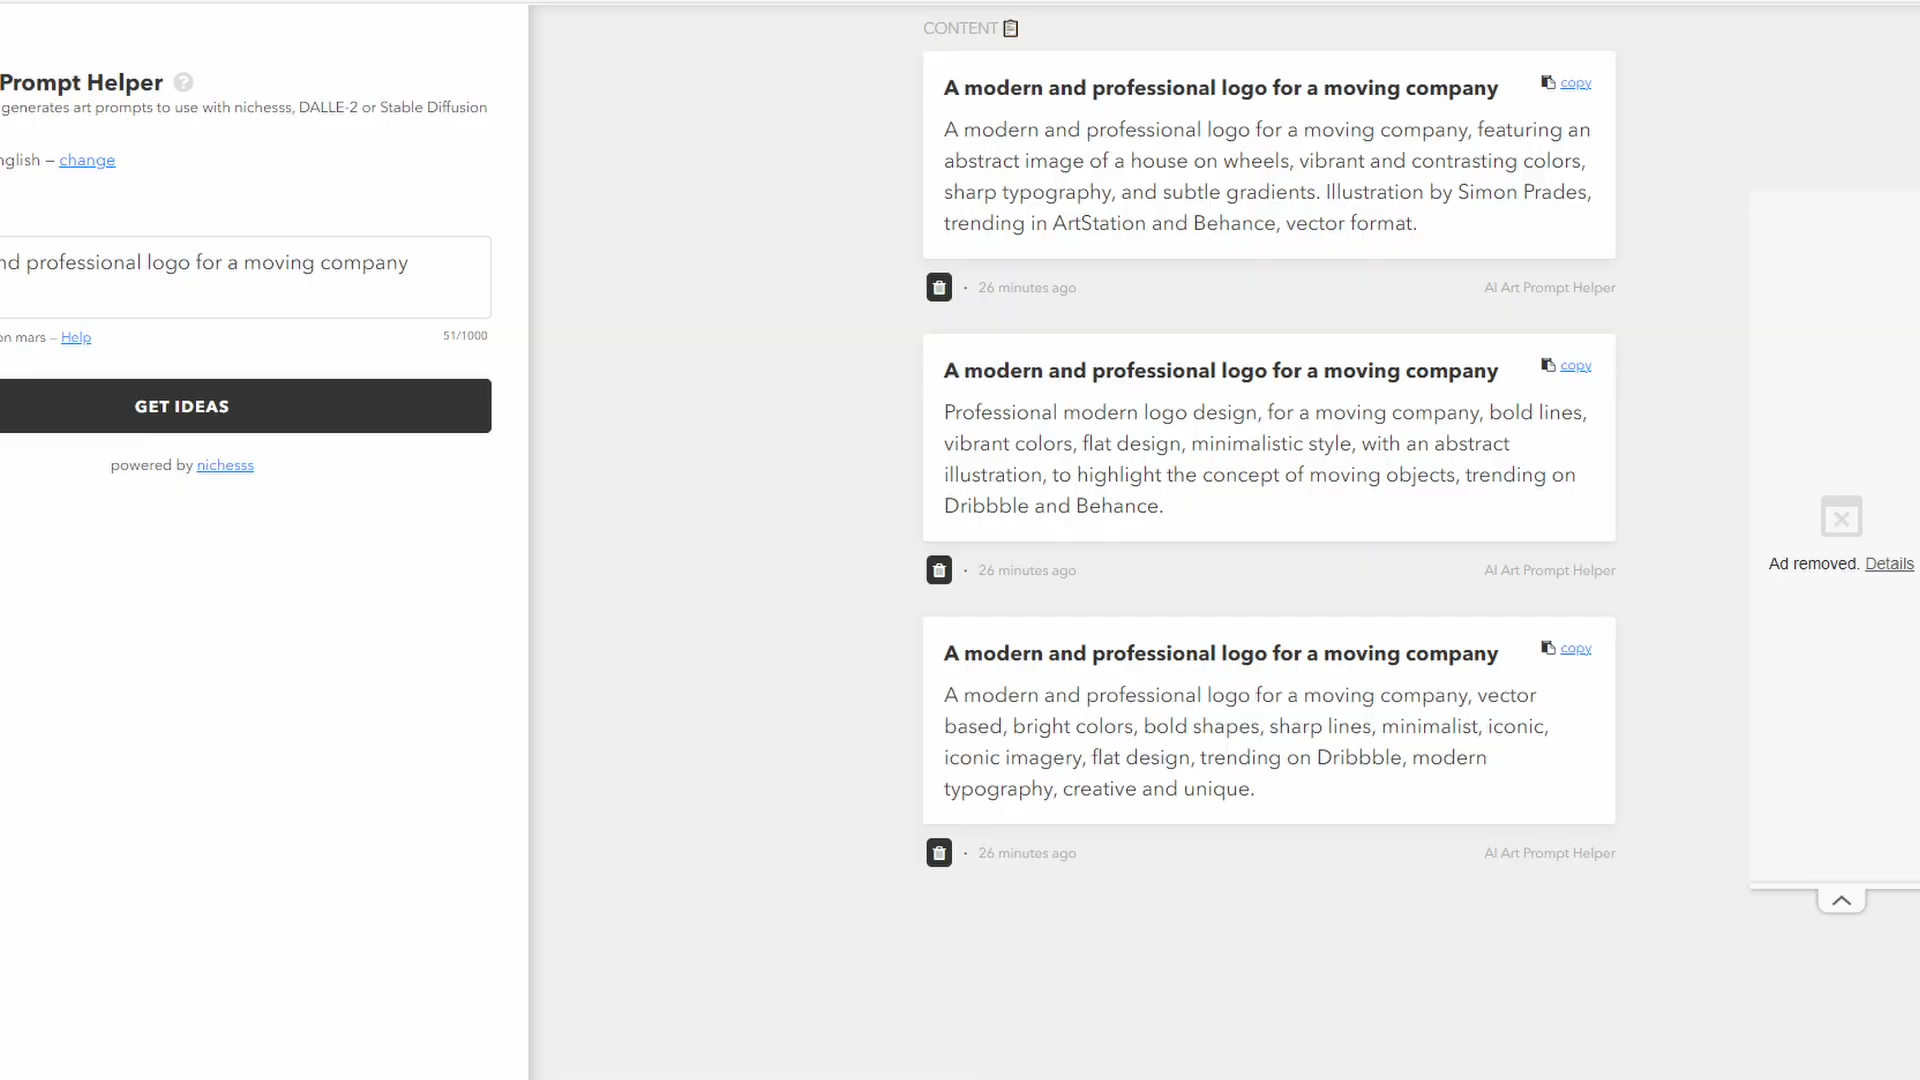 Prompt Helper
generates art prompts to use with nichesss, DALLE-2 or Stable Diffusion
nglish – change
nd professional logo for a moving company
on mars – Help
51/1000
GET IDEAS
powered by nichesss
CONTENT
A modern and professional logo for a moving company
copy
A modern and professional logo for a moving company, featuring an
abstract image of a house on wheels, vibrant and contrasting colors,
sharp typography, and subtle gradients. Illustration by Simon Prades,
trending in ArtStation and Behance, vector format.
· 26 minutes ago
AI Art Prompt Helper
A modern and professional logo for a moving company
copy
Professional modern logo design, for a moving company, bold lines,
vibrant colors, flat design, minimalistic style, with an abstract
illustration, to highlight the concept of moving objects, trending on
Dribbble and Behance.
· 26 minutes ago
AI Art Prompt Helper
A modern and professional logo for a moving company
copy
A modern and professional logo for a moving company, vector
based, bright colors, bold shapes, sharp lines, minimalist, iconic,
iconic imagery, flat design, trending on Dribbble, modern
typography, creative and unique.
· 26 minutes ago
AI Art Prompt Helper
Ad removed. Details